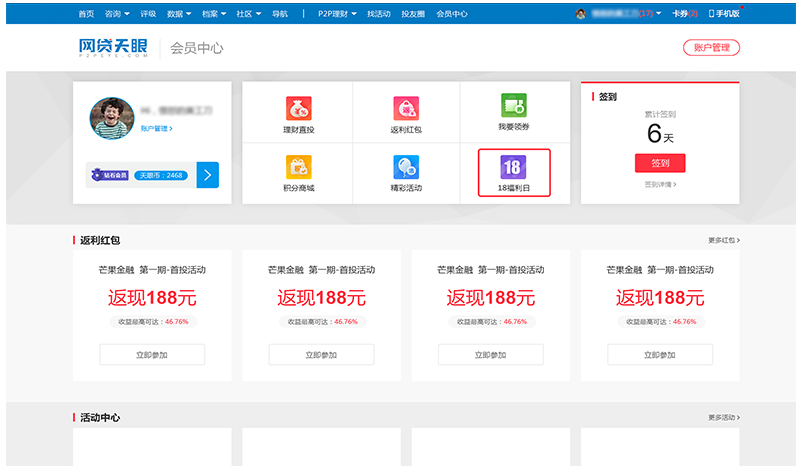 首页 咨询 评级 数据 档案 社区 导航 | P2P理财 找活动 投友圈 会员中心 (17) 卡券(2) 手机版
网贷天眼 会员中心 账户管理
P2PEYE.COM
账户管理 >
钻石会员 天眼币：2468
理财直投 返利红包 我要领券
积分商城 精彩活动 18 18福利日
签到
累计签到
6天
签到
签到详情 >
返利红包 更多红包 >
芒果金融 第一期-首投活动 芒果金融 第一期-首投活动 芒果金融 第一期-首投活动 芒果金融 第一期-首投活动
返现188元 返现188元 返现188元 返现188元
收益最高可达：46.76% 收益最高可达：46.76% 收益最高可达：46.76% 收益最高可达：46.76%
立即参加 立即参加 立即参加 立即参加
活动中心 更多活动 >